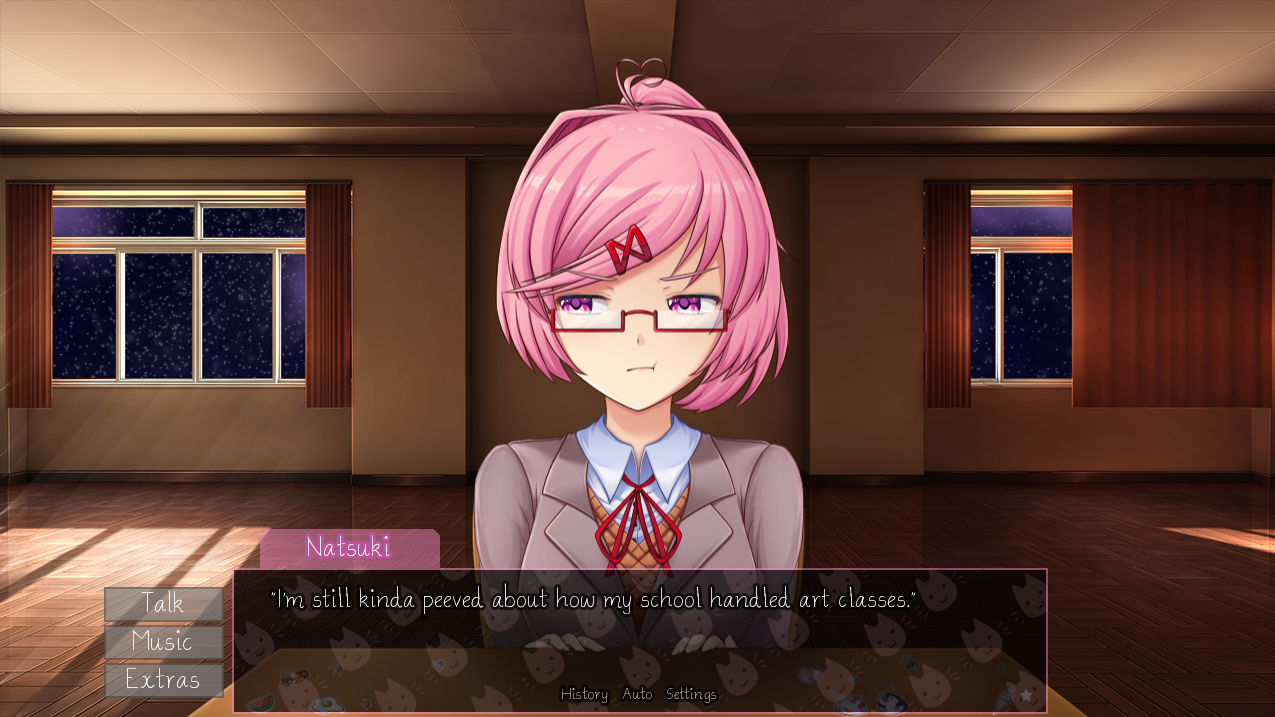 Natsuki
"I'm still kinda peeved about how my school handled art classes."
Talk
Music
Extras
History Auto Settings